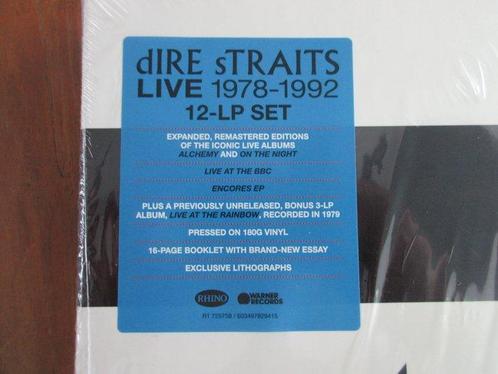 dIRE sTRAITS
LIVE 1978-1992
12-LP SET
EXPANDED, REMASTERED EDITIONS
OF THE ICONIC LIVE ALBUMS
ALCHEMY AND ON THE NIGHT
LIVE AT THE BBC
ENCORES EP
PLUS A PREVIOUSLY UNRELEASED, BONUS 3-LP
ALBUM, LIVE AT THE RAINBOW, RECORDED IN 1979
PRESSED ON 180G VINYL
16-PAGE BOOKLET WITH BRAND-NEW ESSAY
EXCLUSIVE LITHOGRAPHS
RHINO
WARNER
RECORDS
R1 725758 / 603497829415